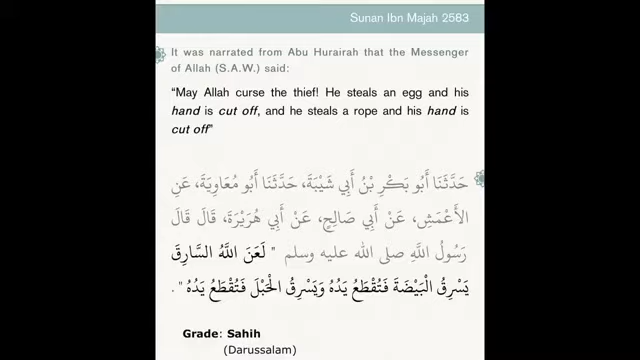 Sunan Ibn Majah 2583
It was narrated from Abu Hurairah that the Messenger
of Allah (S.A.W.) said:
“May Allah curse the thief! He steals an egg and his
hand is cut off, and he steals a rope and his hand is
cut off”
حَدَّثَنَا أَبُو بَكْرِ بْنُ أَبِي شَيْبَةَ، حَدَّثَنَا أَبُو مُعَاوِيَةَ، عَنِ
الأَعْمَشِ، عَنْ أَبِي صَالِحٍ، عَنْ أَبِي هُرَيْرَةَ، قَالَ قَالَ
رَسُولُ اللَّهِ صلى الله عليه وسلم " لَعَنَ اللَّهُ السَّارِقَ
يَسْرِقُ الْبَيْضَةَ فَتُقْطَعُ يَدُهُ وَيَسْرِقُ الْحَبْلَ فَتُقْطَعُ يَدُهُ " .
Grade: Sahih
(Darussalam)